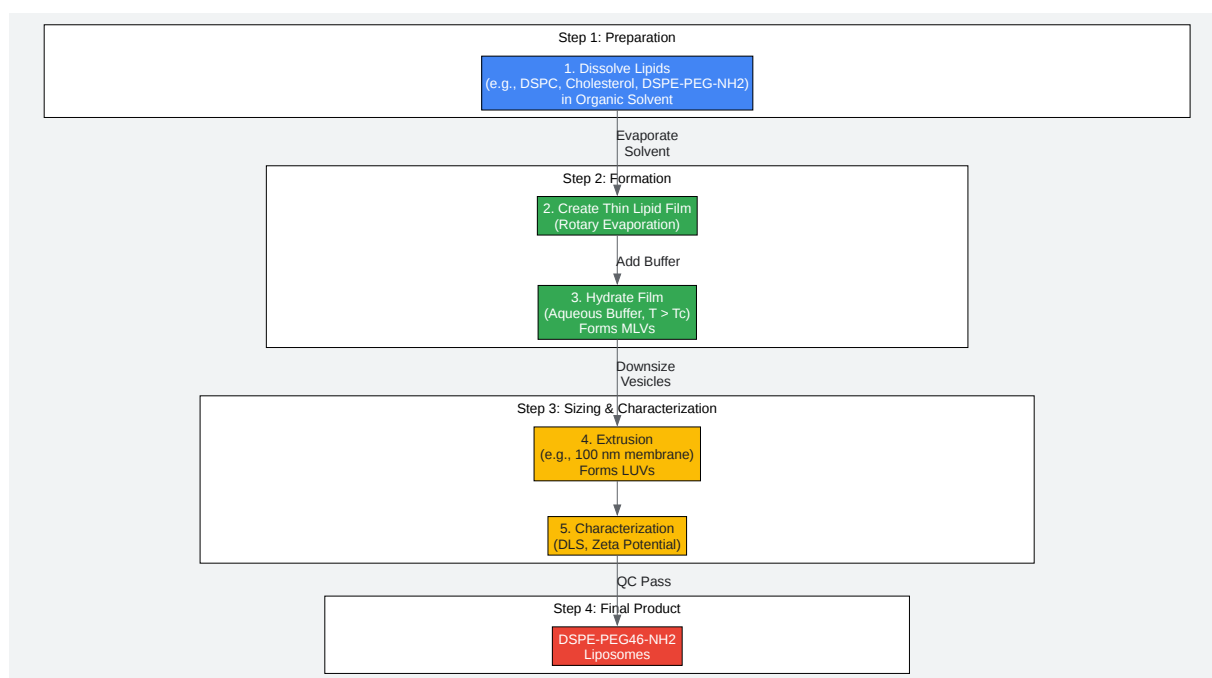 Step 1: Preparation
1. Dissolve Lipids
(e.g., DSPC, Cholesterol, DSPE-PEG-NH2)
in Organic Solvent
Evaporate
Solvent
Step 2: Formation
2. Create Thin Lipid Film
(Rotary Evaporation)
Add Buffer
3. Hydrate Film
(Aqueous Buffer, T > Tc)
Forms MLVs
Downsize
Vesicles
Step 3: Sizing & Characterization
4. Extrusion
(e.g., 100 nm membrane)
Forms LUVs
5. Characterization
(DLS, Zeta Potential)
QC Pass
Step 4: Final Product
DSPE-PEG46-NH2
Liposomes